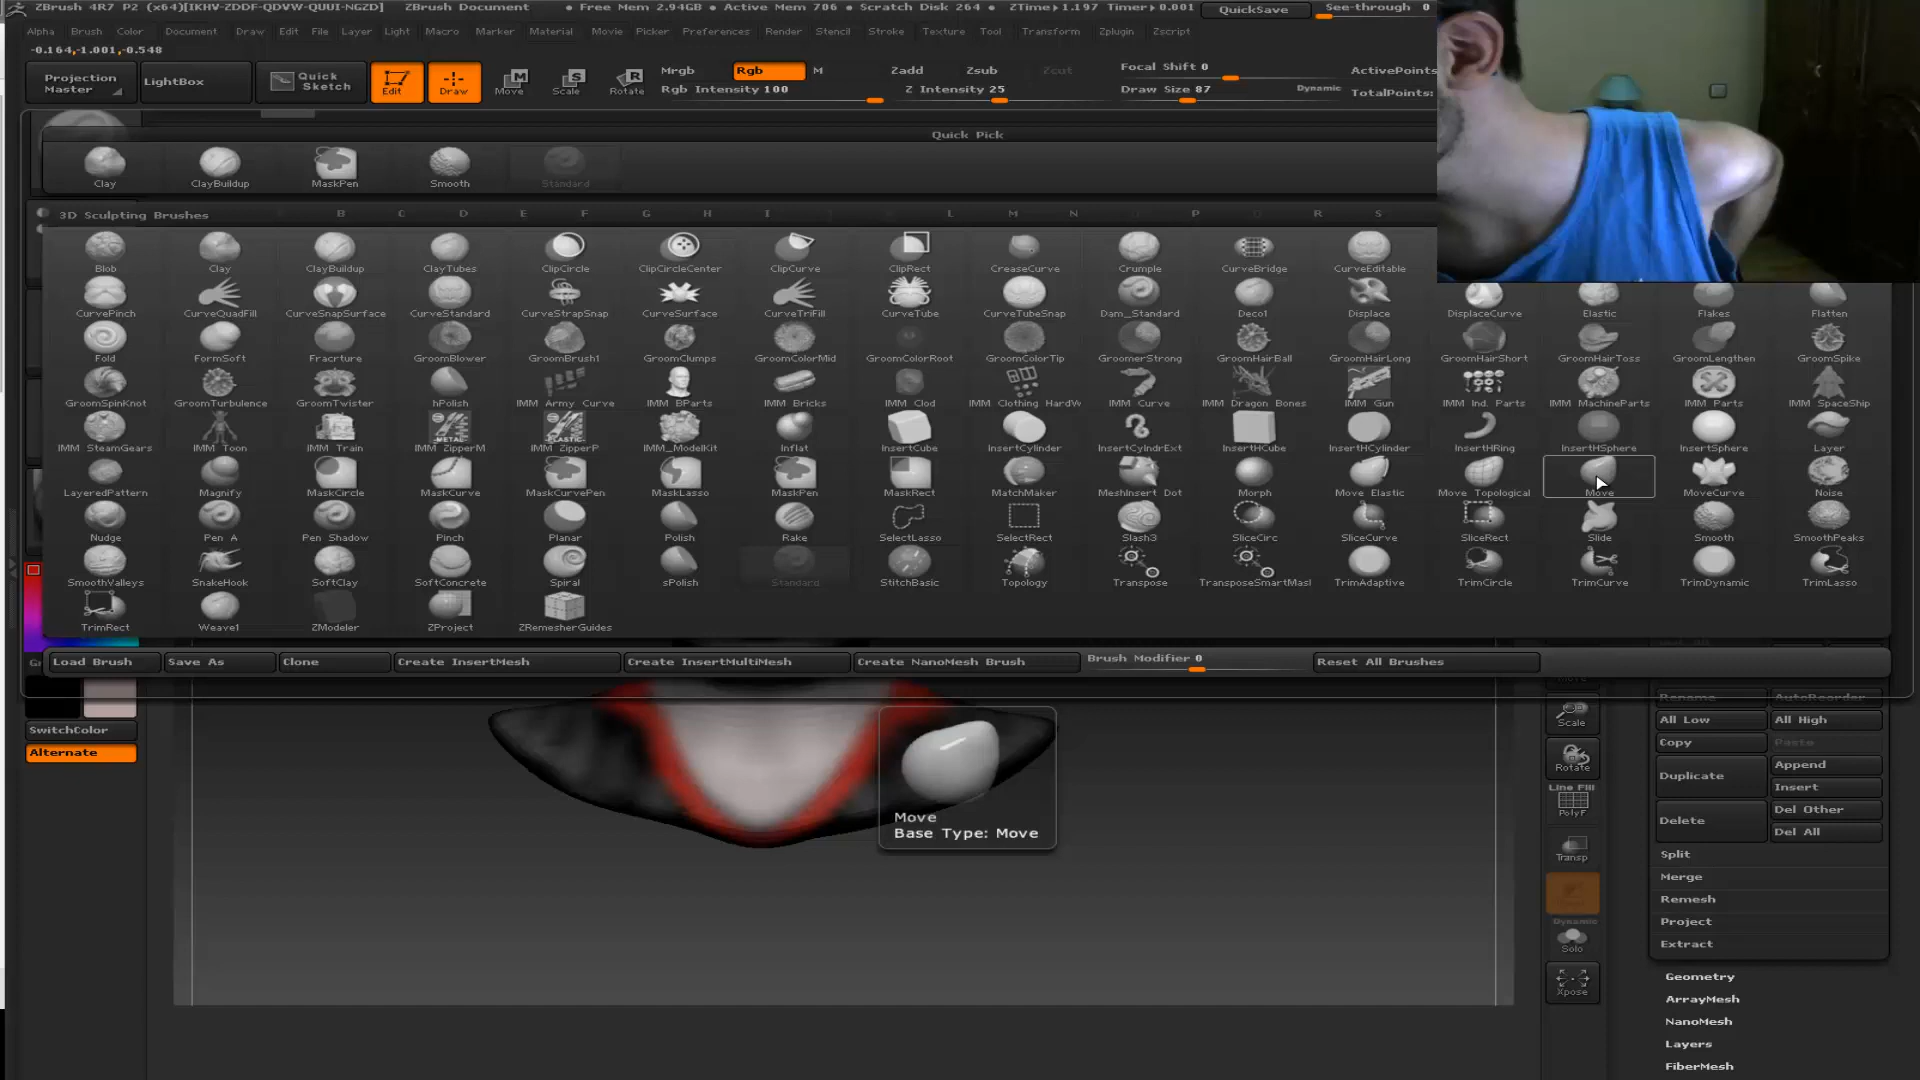 ZBrush 4R7 P2 (x64)[IKHV-ZDDF-QDVW-QUUI-NGZD] ZBrush Document • Free Mem 2.94GB • Active Mem 706 • Scratch Disk 264 • ZTime▸1.197 Timer▸0.001 QuickSave See-through 0
Alpha Brush Color Document Draw Edit File Layer Light Macro Marker Material Movie Picker Preferences Render Stencil Stroke Texture Tool Transform Zplugin Zscript
-0.164,-1.001,-0.548
Projection Master LightBox Quick Sketch Edit Draw Move Scale Rotate
Mrgb Rgb M Zadd Zsub Zcut Focal Shift 0 ActivePoints:
Rgb Intensity 100 Z Intensity 25 Draw Size 87 Dynamic TotalPoints:
Quick Pick
Clay ClayBuildup MaskPen Smooth Standard
3D Sculpting Brushes B C D E F G H I L M N P R S
Blob Clay ClayBuildup ClayTubes ClipCircle ClipCircleCenter ClipCurve ClipRect CreaseCurve Crumple CurveBridge CurveEditable
CurvePinch CurveQuadFill CurveSnapSurface CurveStandard CurveStrapSnap CurveSurface CurveTriFill CurveTube CurveTubeSnap Dam_Standard Deco1 Displace DisplaceCurve Elastic Flakes Flatten
Fold FormSoft Fracrture GroomBlower GroomBrush1 GroomClumps GroomColorMid GroomColorRoot GroomColorTip GroomerStrong GroomHairBall GroomHairLong GroomHairShort GroomHairToss GroomLengthen GroomSpike
GroomSpinKnot GroomTurbulence GroomTwister hPolish IMM Army Curve IMM BParts IMM Bricks IMM Clod IMM Clothing HardW IMM Curve IMM Dragon Bones IMM Gun IMM Ind. Parts IMM MachineParts IMM Parts IMM SpaceShip
IMM SteamGears IMM Toon IMM Train IMM ZipperM IMM ZipperP IMM_ModelKit Inflat InsertCube InsertCylinder InsertCylndrExt InsertHCube InsertHCylinder InsertHRing InsertHSphere InsertSphere Layer
LayeredPattern Magnify MaskCircle MaskCurve MaskCurvePen MaskLasso MaskPen MaskRect MatchMaker MeshInsert Dot Morph Move Elastic Move Topological Move MoveCurve Noise
Nudge Pen A Pen Shadow Pinch Planar Polish Rake SelectLasso SelectRect Slash3 SliceCirc SliceCurve SliceRect Slide Smooth SmoothPeaks
SmoothValleys SnakeHook SoftClay SoftConcrete Spiral sPolish Standard StitchBasic Topology Transpose TransposeSmartMasl TrimAdaptive TrimCircle TrimCurve TrimDynamic TrimLasso
TrimRect Weave1 ZModeler ZProject ZRemesherGuides
Load Brush Save As Clone Create InsertMesh Create InsertMultiMesh Create NanoMesh Brush Brush Modifier 0 Reset All Brushes
SwitchColor
Alternate
Move
Base Type: Move
Scale
Rotate
Line Fill
PolyF
Transp
Dynamic
Solo
Xpose
Rename AutoReorder
All Low All High
Copy Paste
Duplicate Append
Insert
Delete Del Other
Del All
Split
Merge
Remesh
Project
Extract
Geometry
ArrayMesh
NanoMesh
Layers
FiberMesh